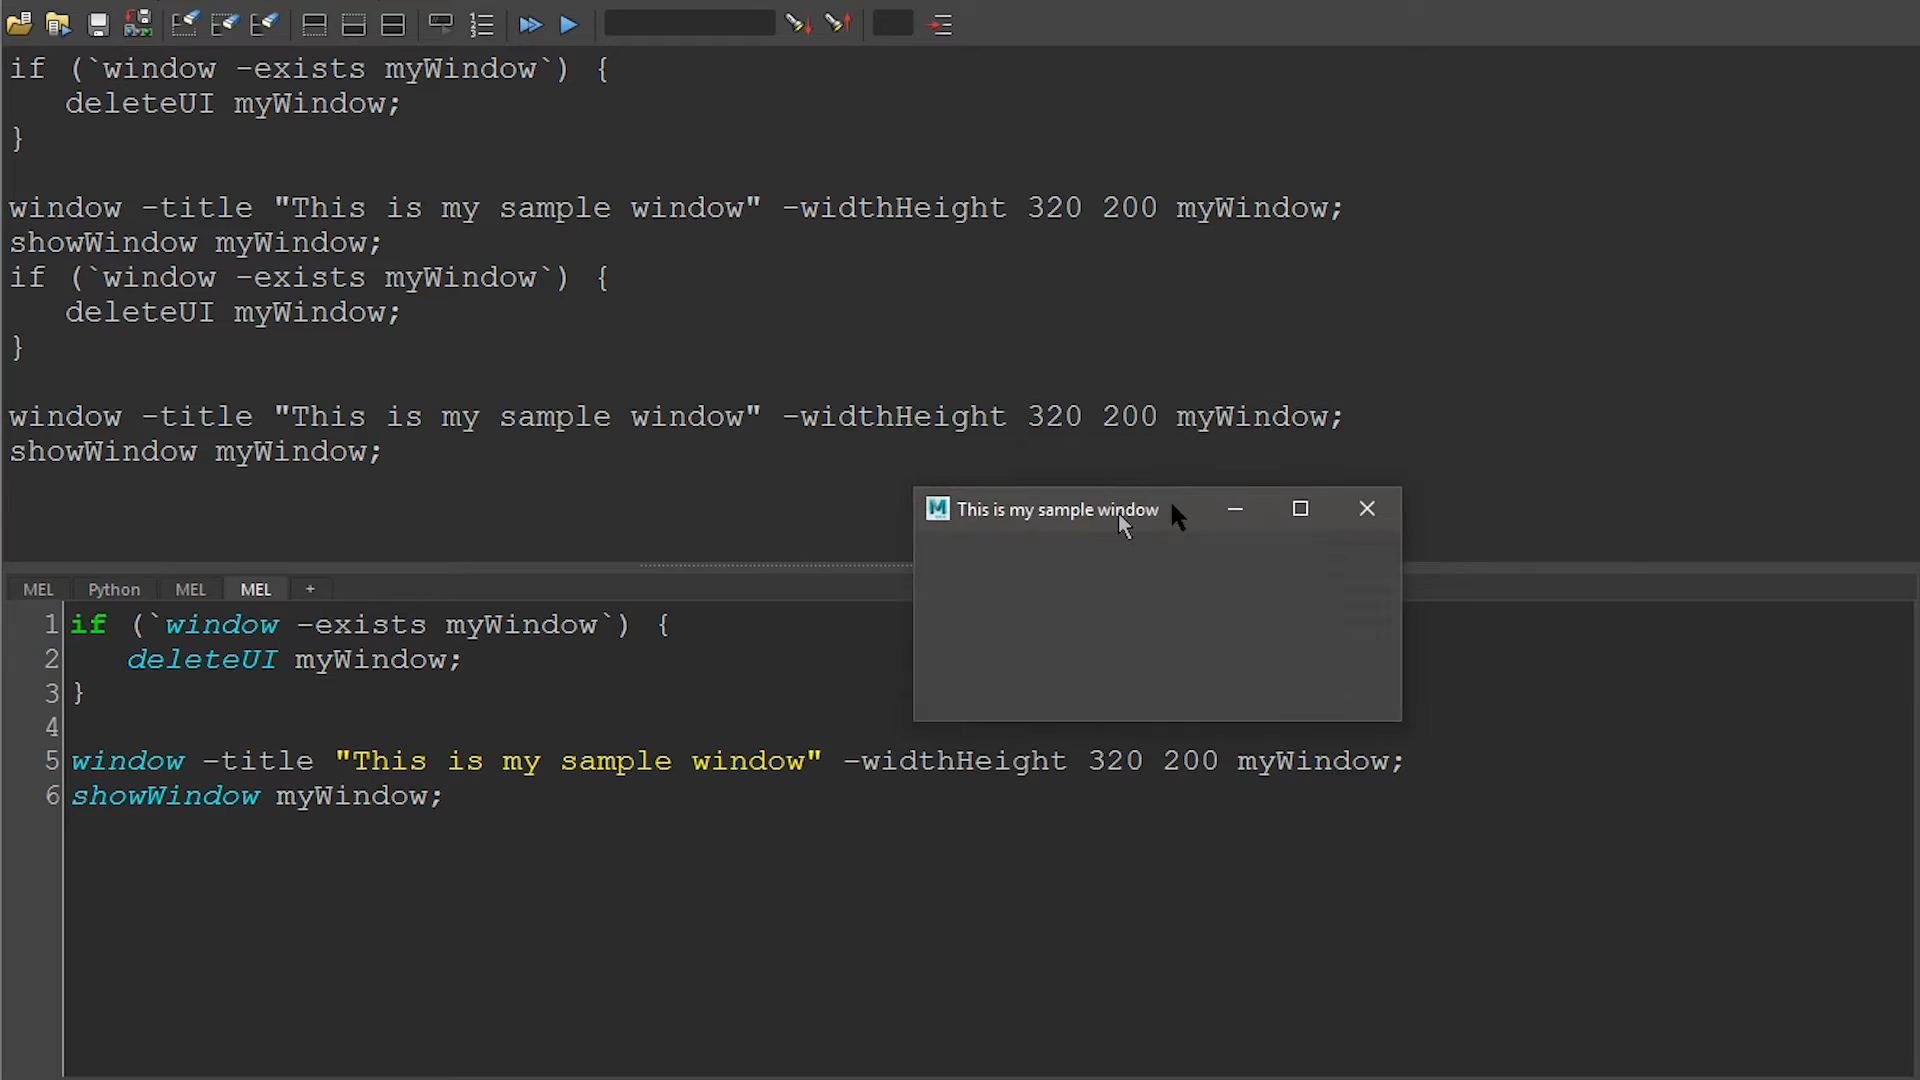 if (`window -exists myWindow`) {
   deleteUI myWindow;
}
window -title "This is my sample window" -widthHeight 320 200 myWindow;
showWindow myWindow;
if (`window -exists myWindow`) {
   deleteUI myWindow;
}
window -title "This is my sample window" -widthHeight 320 200 myWindow;
showWindow myWindow;
M This is my sample window
MEL Python MEL MEL +
1 if (`window -exists myWindow`) {
2    deleteUI myWindow;
3 }
4
5 window -title "This is my sample window" -widthHeight 320 200 myWindow;
6 showWindow myWindow;